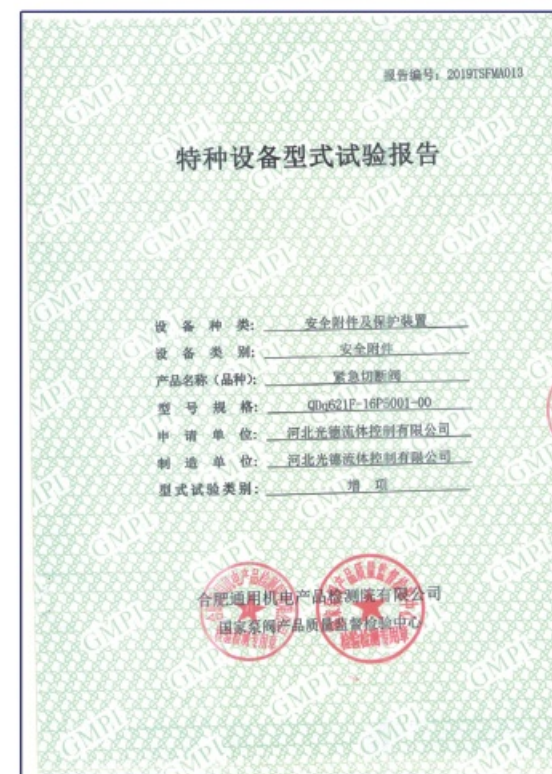 报告编号：2019TSFMA013
特种设备型式试验报告
设备种类：安全附件及保护装置
设备类别：安全附件
产品名称（品种）：紧急切断阀
型号规格：QDq621F-16PS001-00
申请单位：河北光德流体控制有限公司
制造单位：河北光德流体控制有限公司
型式试验类别：增 项
合肥通用机电产品检测院有限公司
国家泵阀产品质量监督检验中心
GMPI